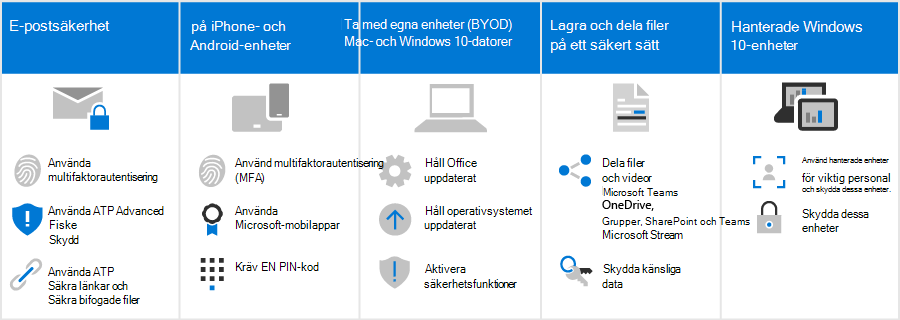 E-postsäkerhet
på iPhone- och
Android-enheter
Ta med egna enheter (BYOD)
Mac- och Windows 10-datorer
Lagra och dela filer
på ett säkert sätt
Hanterade Windows
10-enheter
Använda
multifaktorautentisering
Använda ATP Advanced
Fiske
Skydd
Använda ATP
Säkra länkar och
Säkra bifogade filer
Använd multifaktorautentisering
(MFA)
Använda
Microsoft-mobilappar
Kräv EN PIN-kod
Håll Office
uppdaterat
Håll operativsystemet
uppdaterat
Aktivera
säkerhetsfunktioner
Dela filer
och videor
Microsoft Teams
OneDrive,
Grupper, SharePoint och Teams
Microsoft Stream
Skydda känsliga
data
Använd hanterade enheter
för viktig personal
och skydda dessa enheter.
Skydda dessa
enheter